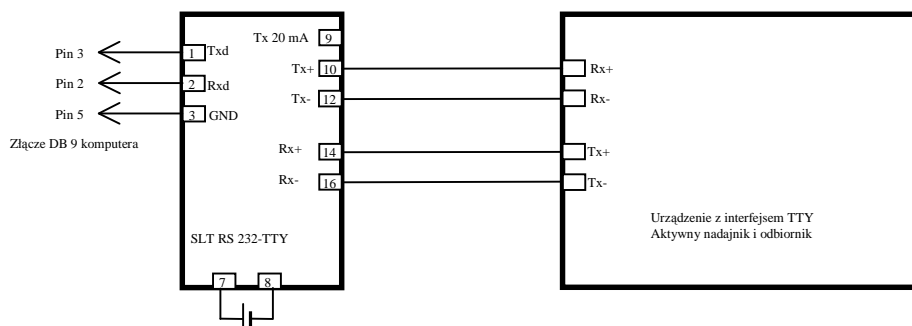 Tx 20 mA 9
Pin 3 1 Txd
Tx+ 10 Rx+
Pin 2 2 Rxd
Tx- 12 Rx-
Pin 5 3 GND
Złącze DB 9 komputera
Rx+ 14 Tx+
Rx- 16 Tx-
SLT RS 232-TTY
Urządzenie z interfejsem TTY
Aktywny nadajnik i odbiornik
7 8